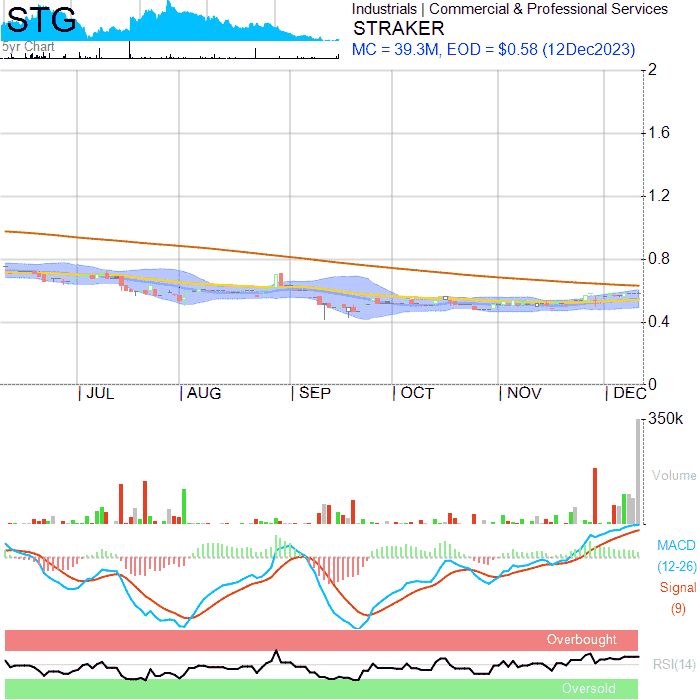 STG
5yr Chart
Industrials | Commercial & Professional Services
STRAKER
MC = 39.3M, EOD = $0.58 (12Dec2023)
2
1.6
1.2
0.8
0.4
0
| JUL | AUG | SEP | OCT | NOV | DEC
350k
Volume
MACD
(12-26)
Signal
(9)
Overbought
RSI(14)
Oversold